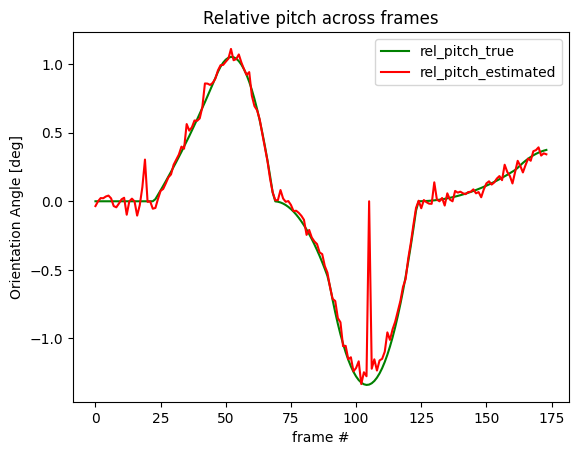 Relative pitch across frames
rel_pitch_true
rel_pitch_estimated
Orientation Angle [deg]
1.0
0.5
0.0
−0.5
−1.0
0 25 50 75 100 125 150 175
frame #